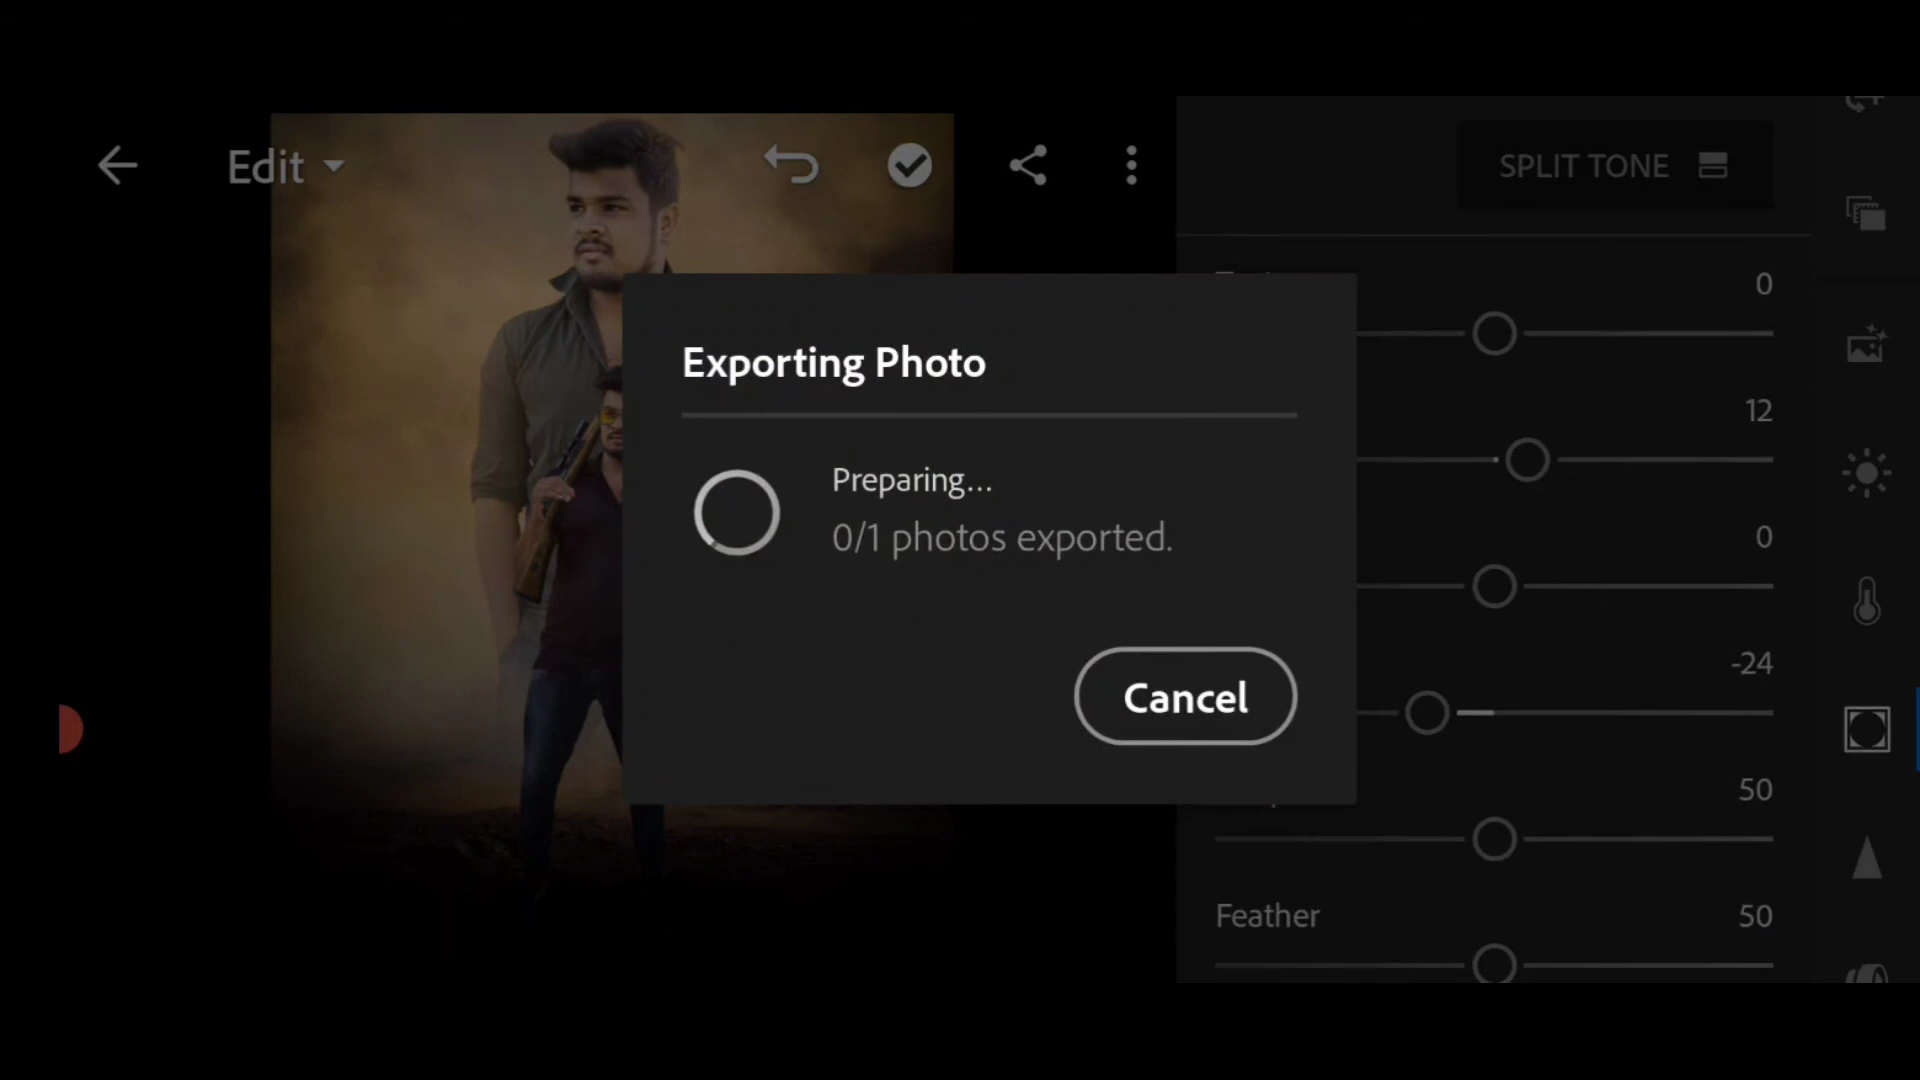 Edit
SPLIT TONE
0
Exporting Photo
12
Preparing...
0/1 photos exported.
0
-24
Cancel
50
Feather
50